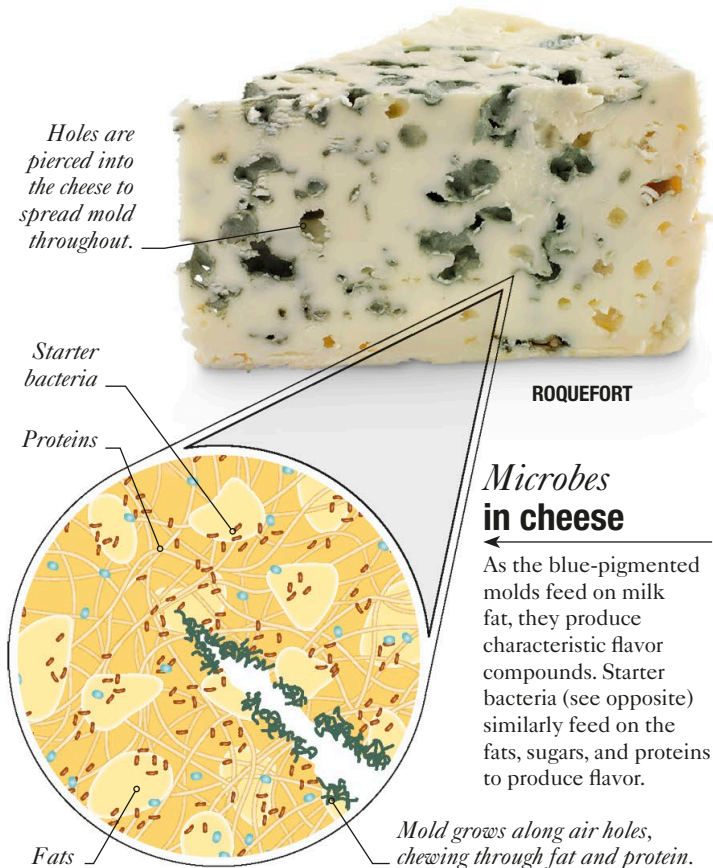 Holes are
pierced into
the cheese to
spread mold
throughout.
Starter
bacteria
Proteins
ROQUEFORT
Microbes
in cheese
As the blue-pigmented
molds feed on milk
fat, they produce
characteristic flavor
compounds. Starter
bacteria (see opposite)
similarly feed on the
fats, sugars, and proteins
to produce flavor.
Fats
Mold grows along air holes,
chewing through fat and protein.